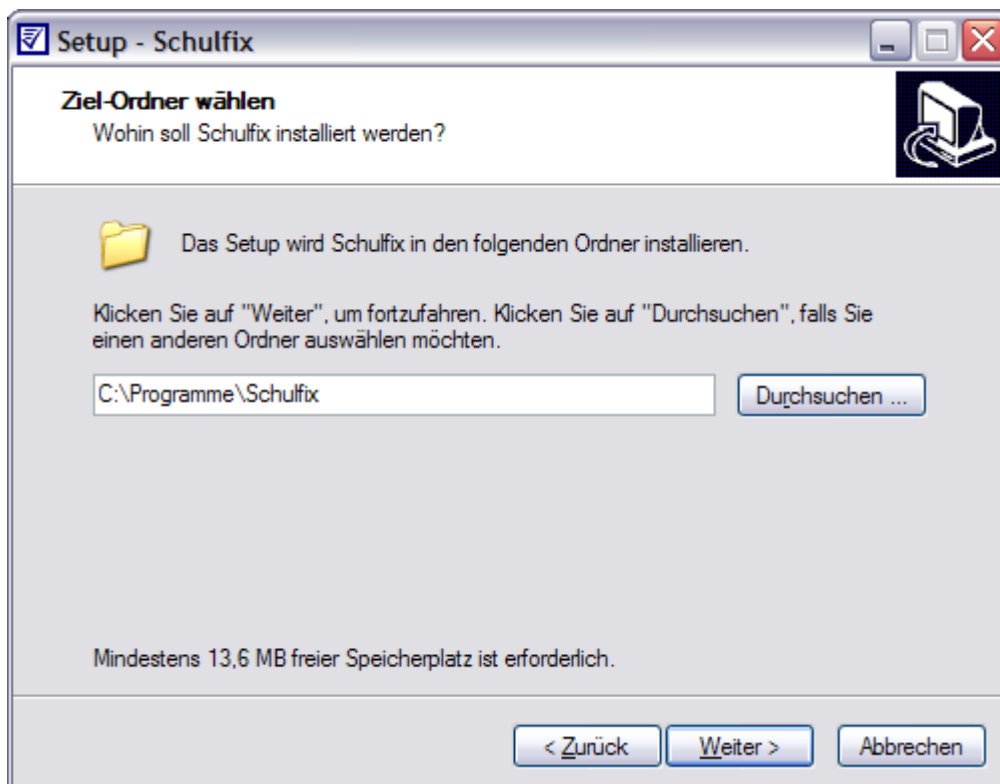 Setup - Schulfix
Ziel-Ordner wählen
Wohin soll Schulfix installiert werden?
Das Setup wird Schulfix in den folgenden Ordner installieren.
Klicken Sie auf "Weiter", um fortzufahren. Klicken Sie auf "Durchsuchen", falls Sie
einen anderen Ordner auswählen möchten.
C:\Programme\Schulfix
Durchsuchen ...
Mindestens 13,6 MB freier Speicherplatz ist erforderlich.
< Zurück
Weiter >
Abbrechen